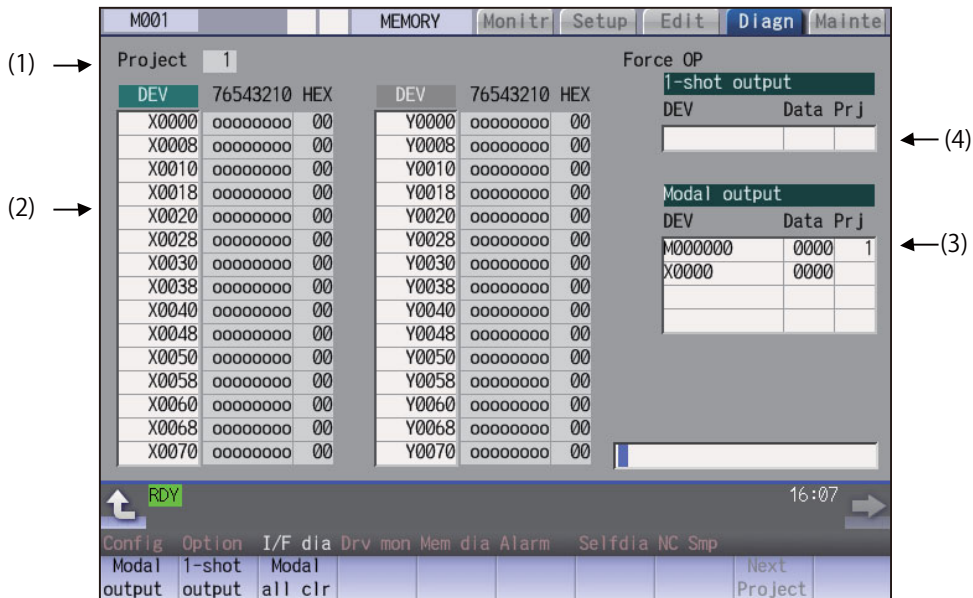 M001 MEMORY Monitr Setup Edit Diagn Mainte
(1) Project 1 Force OP
1-shot output
DEV 76543210 HEX DEV 76543210 HEX DEV Data Prj
X0000 oooooooo 00 Y0000 oooooooo 00
X0008 oooooooo 00 Y0008 oooooooo 00 (4)
X0010 oooooooo 00 Y0010 oooooooo 00
X0018 oooooooo 00 Y0018 oooooooo 00 Modal output
(2) X0020 oooooooo 00 Y0020 oooooooo 00 DEV Data Prj
X0028 oooooooo 00 Y0028 oooooooo 00 M000000 0000 1 (3)
X0030 oooooooo 00 Y0030 oooooooo 00 X0000 0000
X0038 oooooooo 00 Y0038 oooooooo 00
X0040 oooooooo 00 Y0040 oooooooo 00
X0048 oooooooo 00 Y0048 oooooooo 00
X0050 oooooooo 00 Y0050 oooooooo 00
X0058 oooooooo 00 Y0058 oooooooo 00
X0060 oooooooo 00 Y0060 oooooooo 00
X0068 oooooooo 00 Y0068 oooooooo 00
X0070 oooooooo 00 Y0070 oooooooo 00
RDY 16:07
Config Option I/F dia Drv mon Mem dia Alarm Selfdia NC Smp
Modal 1-shot Modal Next
output output all clr Project